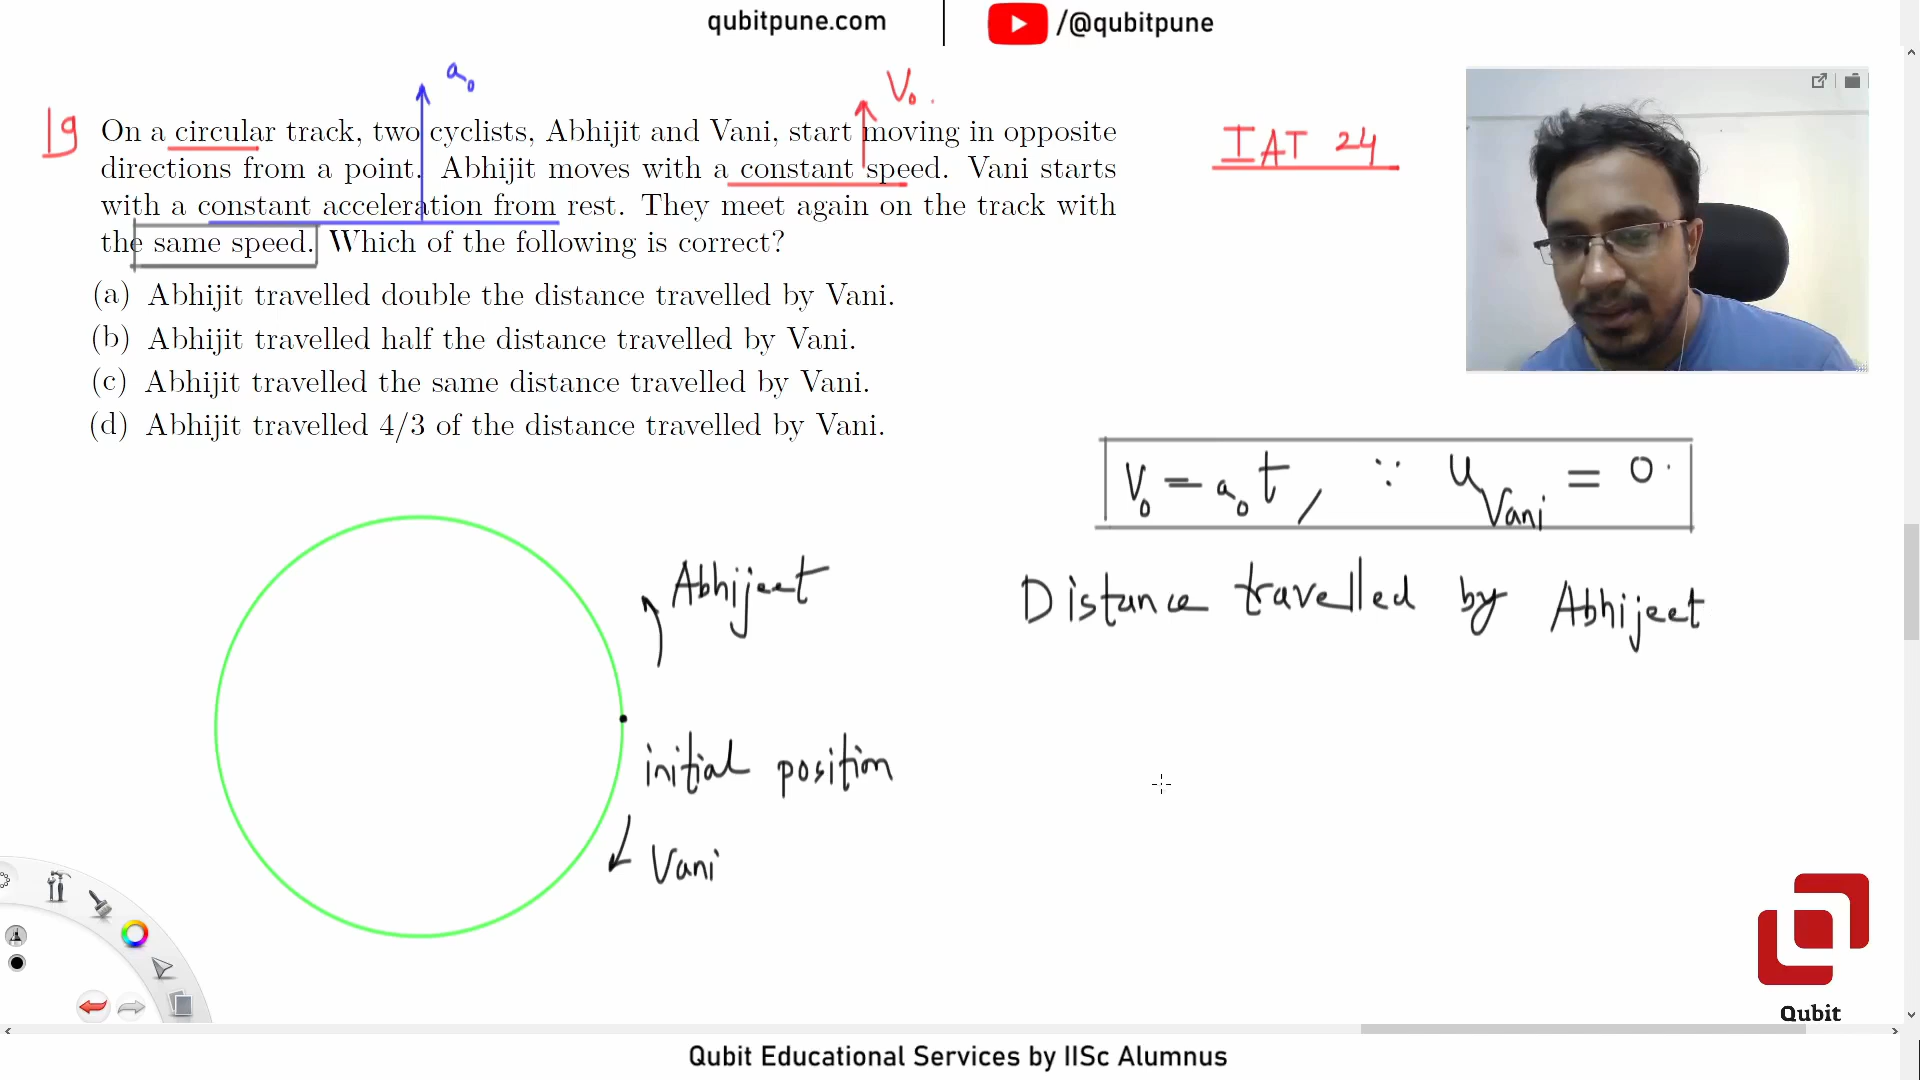 qubitpune.com
/@qubitpune
a₀
V₀.
19
On a circular track, two cyclists, Abhijit and Vani, start moving in opposite
directions from a point. Abhijit moves with a constant speed. Vani starts
with a constant acceleration from rest. They meet again on the track with
the same speed. Which of the following is correct?
IAT 24
(a) Abhijit travelled double the distance travelled by Vani.
(b) Abhijit travelled half the distance travelled by Vani.
(c) Abhijit travelled the same distance travelled by Vani.
(d) Abhijit travelled 4/3 of the distance travelled by Vani.
V₀ = a₀t, ∵ u_Vani = 0.
Abhijeet
Distance travelled by Abhijeet
initial position
Vani
Qubit
Qubit Educational Services by IISc Alumnus